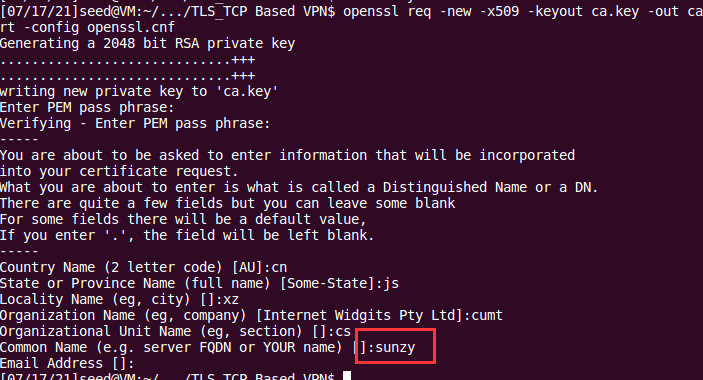 [07/17/21]seed@VM:~/.../TLS_TCP Based VPN$ openssl req -new -x509 -keyout ca.key -out ca
rt -config openssl.cnf
Generating a 2048 bit RSA private key
.............................+++
.............................+++
writing new private key to 'ca.key'
Enter PEM pass phrase:
Verifying - Enter PEM pass phrase:
-----
You are about to be asked to enter information that will be incorporated
into your certificate request.
What you are about to enter is what is called a Distinguished Name or a DN.
There are quite a few fields but you can leave some blank
For some fields there will be a default value,
If you enter '.', the field will be left blank.
-----
Country Name (2 letter code) [AU]:cn
State or Province Name (full name) [Some-State]:js
Locality Name (eg, city) []:xz
Organization Name (eg, company) [Internet Widgits Pty Ltd]:cumt
Organizational Unit Name (eg, section) []:cs
Common Name (e.g. server FQDN or YOUR name) []:sunzy
Email Address []:
[07/17/21]seed@VM:~/.../TLS_TCP Based VPN$